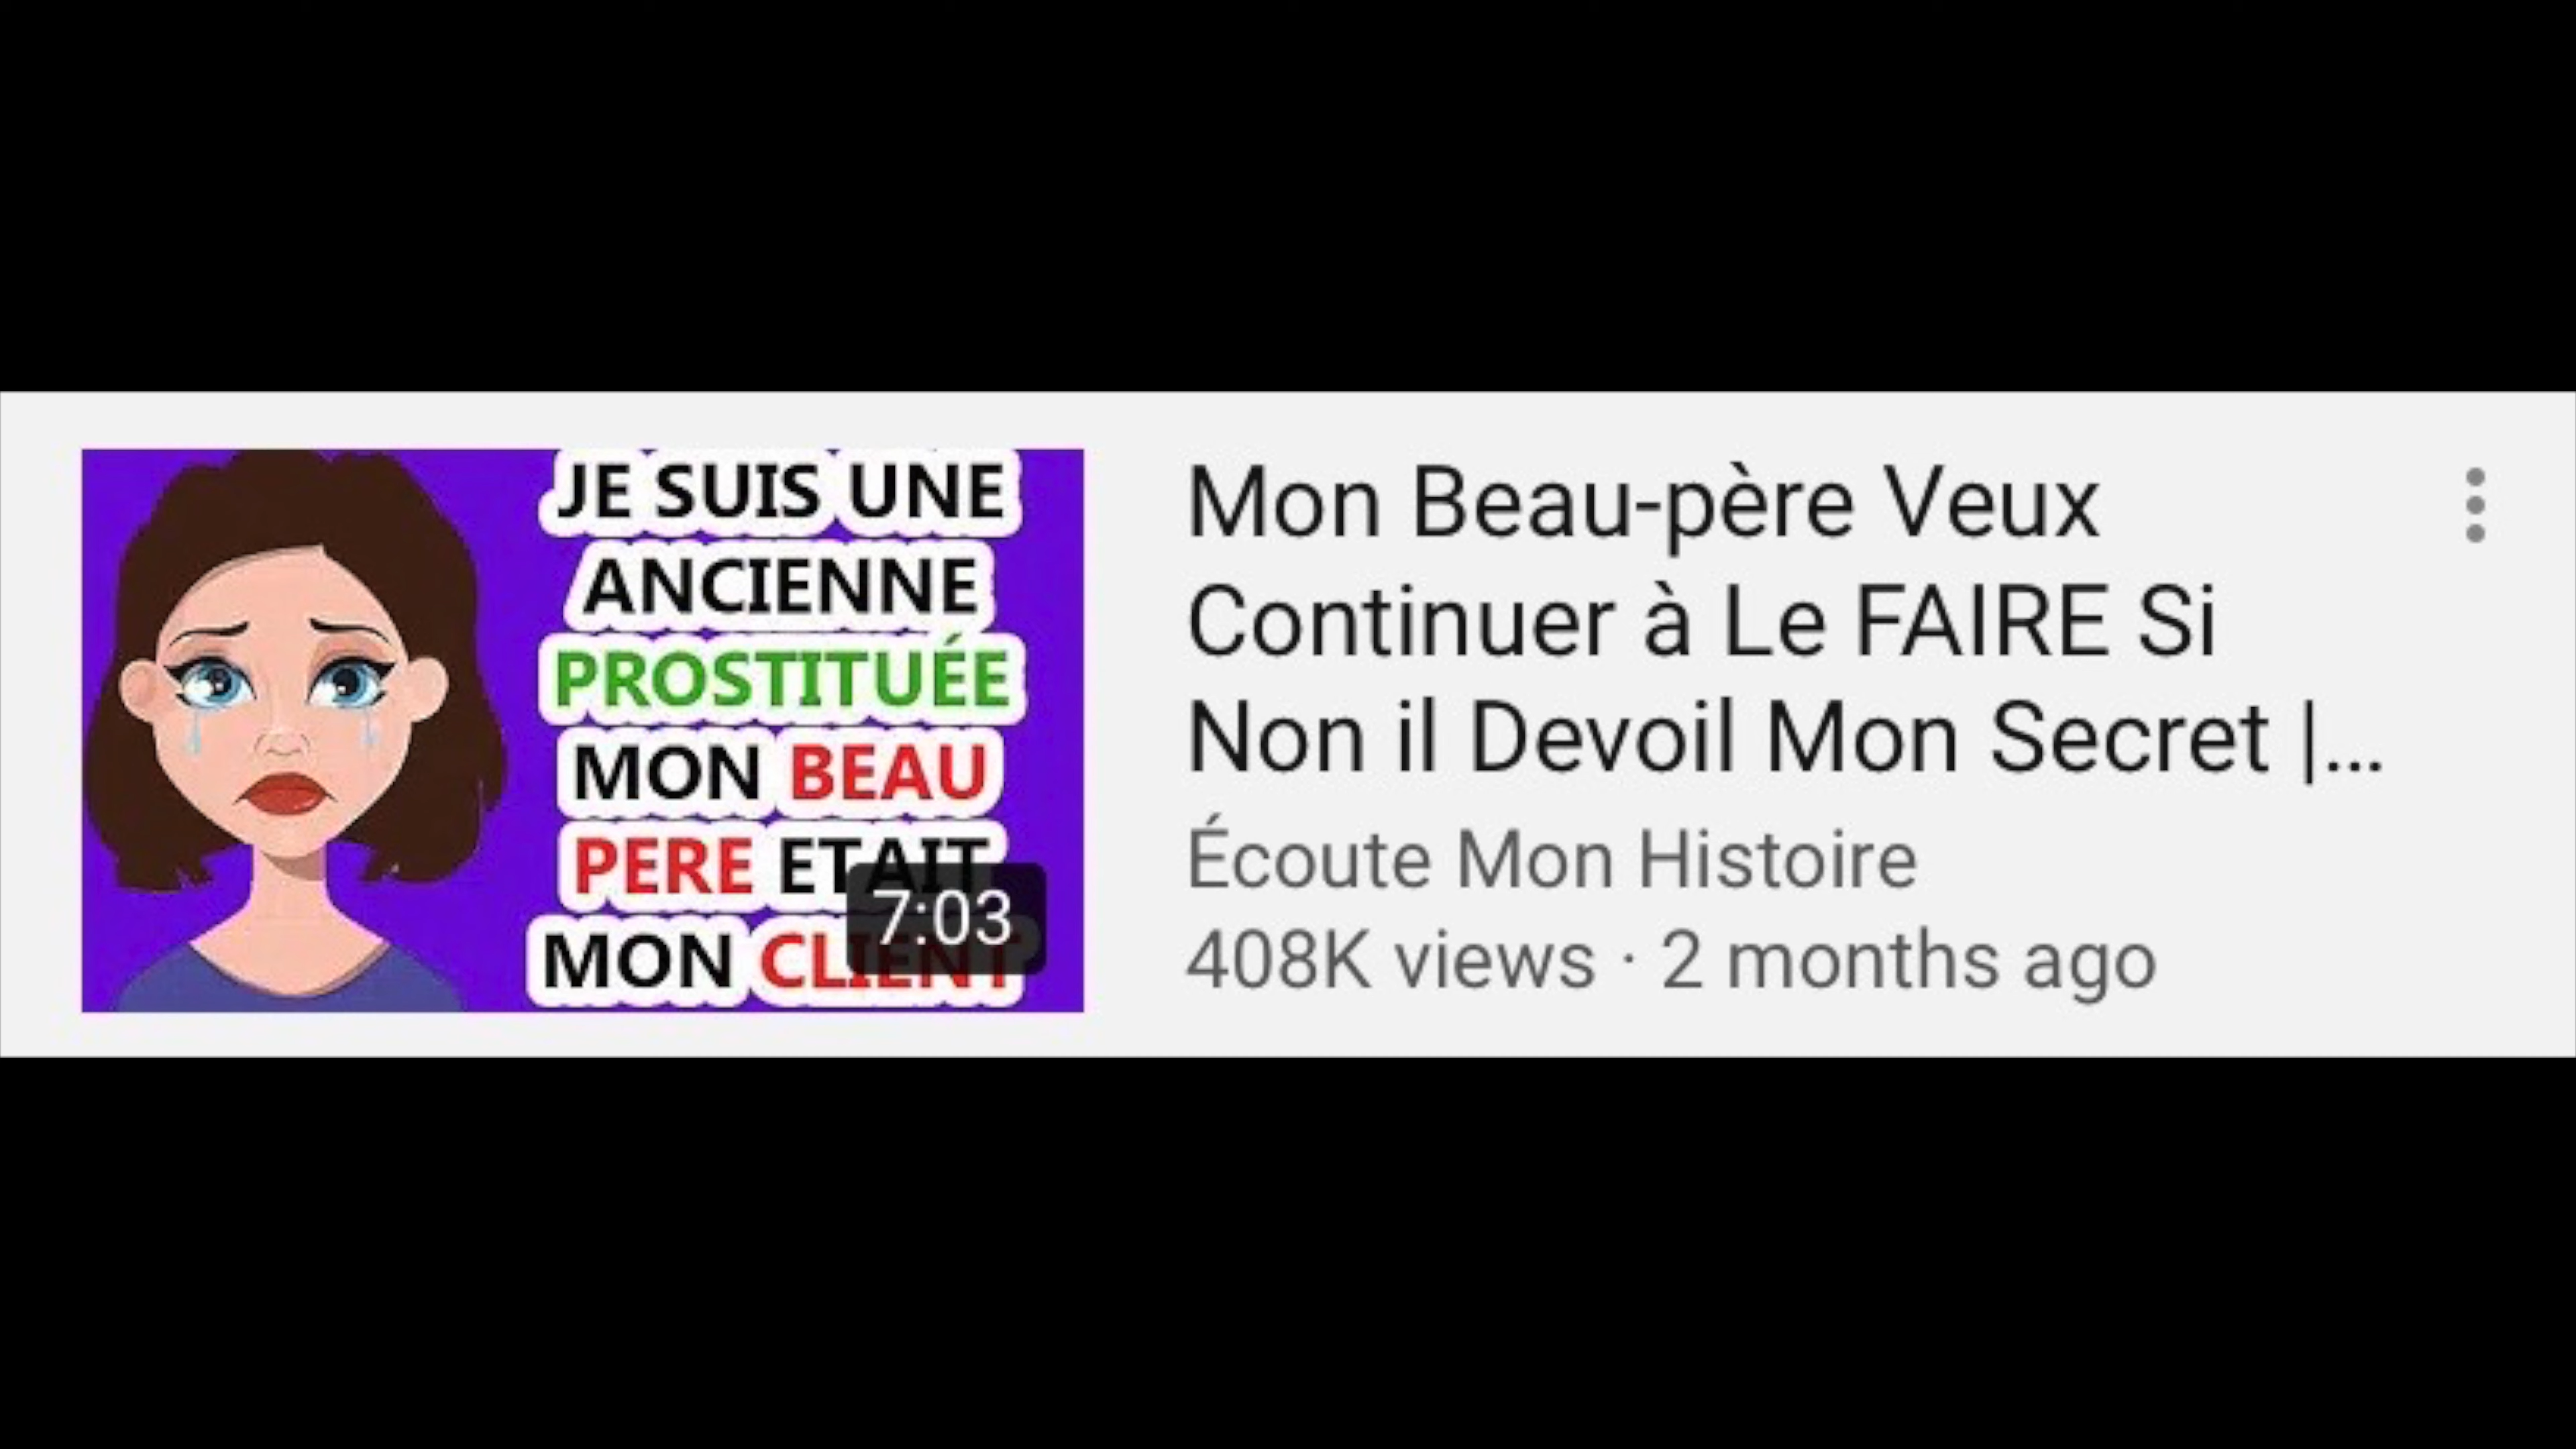 JE SUIS UNE
ANCIENNE
PROSTITUÉE
MON BEAU
PERE ETAIT
MON CLIENT
7:03
Mon Beau-père Veux
Continuer à Le FAIRE Si
Non il Devoil Mon Secret |...
Écoute Mon Histoire
408K views · 2 months ago